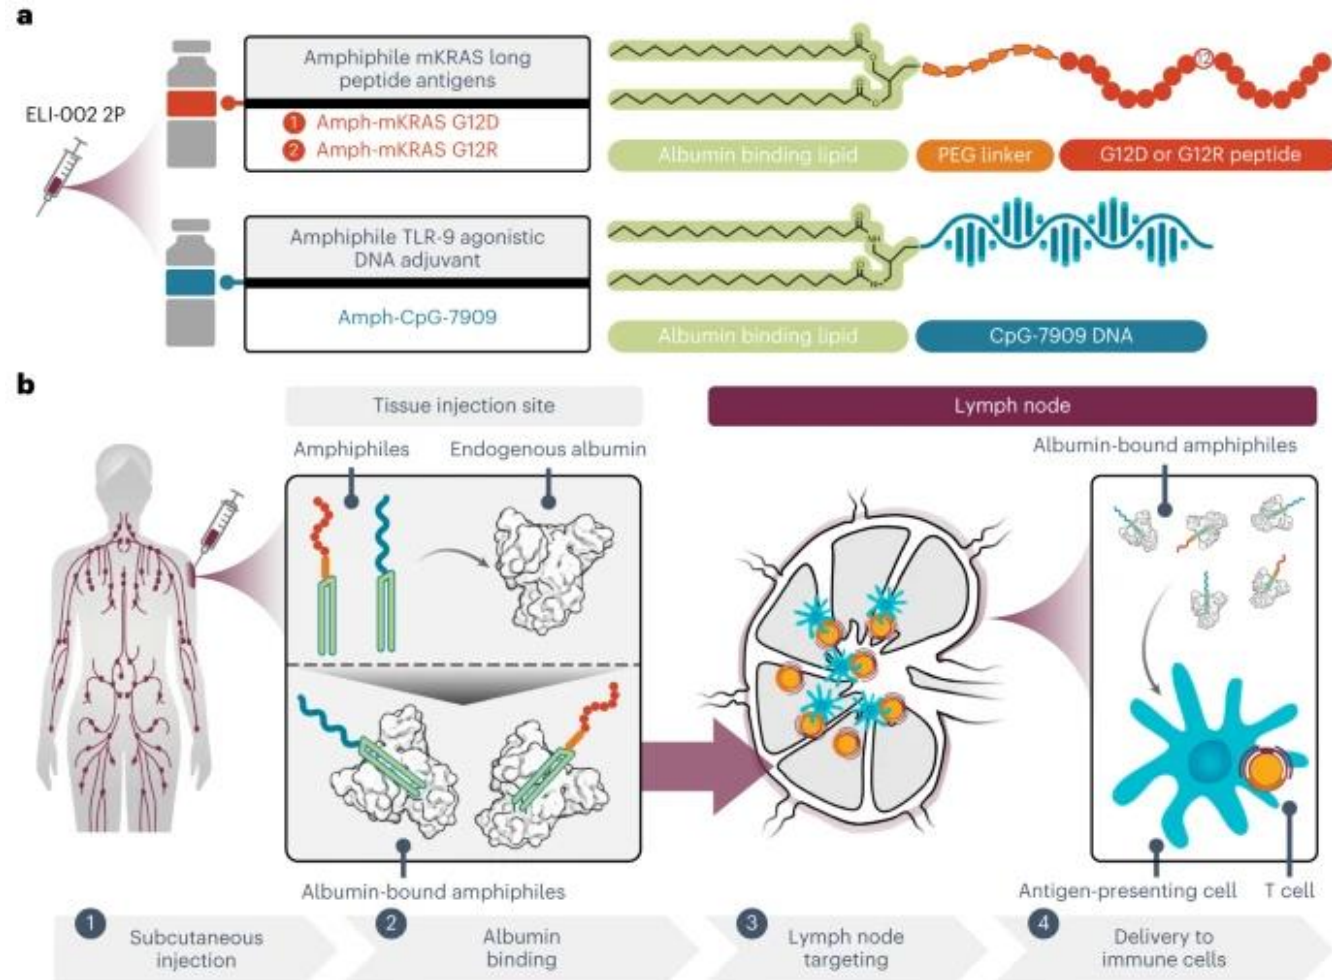 a
ELI-002 2P
Amphiphile mKRAS long
peptide antigens
1 Amph-mKRAS G12D
2 Amph-mKRAS G12R
O
O
O
O
12
Albumin binding lipid
PEG linker
G12D or G12R peptide
Amphiphile TLR-9 agonistic
DNA adjuvant
Amph-CpG-7909
O
NH
O
Albumin binding lipid
CpG-7909 DNA
b
Tissue injection site
Lymph node
Amphiphiles
Endogenous albumin
Albumin-bound amphiphiles
Albumin-bound amphiphiles
Antigen-presenting cell
T cell
1 Subcutaneous
injection
2 Albumin
binding
3 Lymph node
targeting
4 Delivery to
immune cells